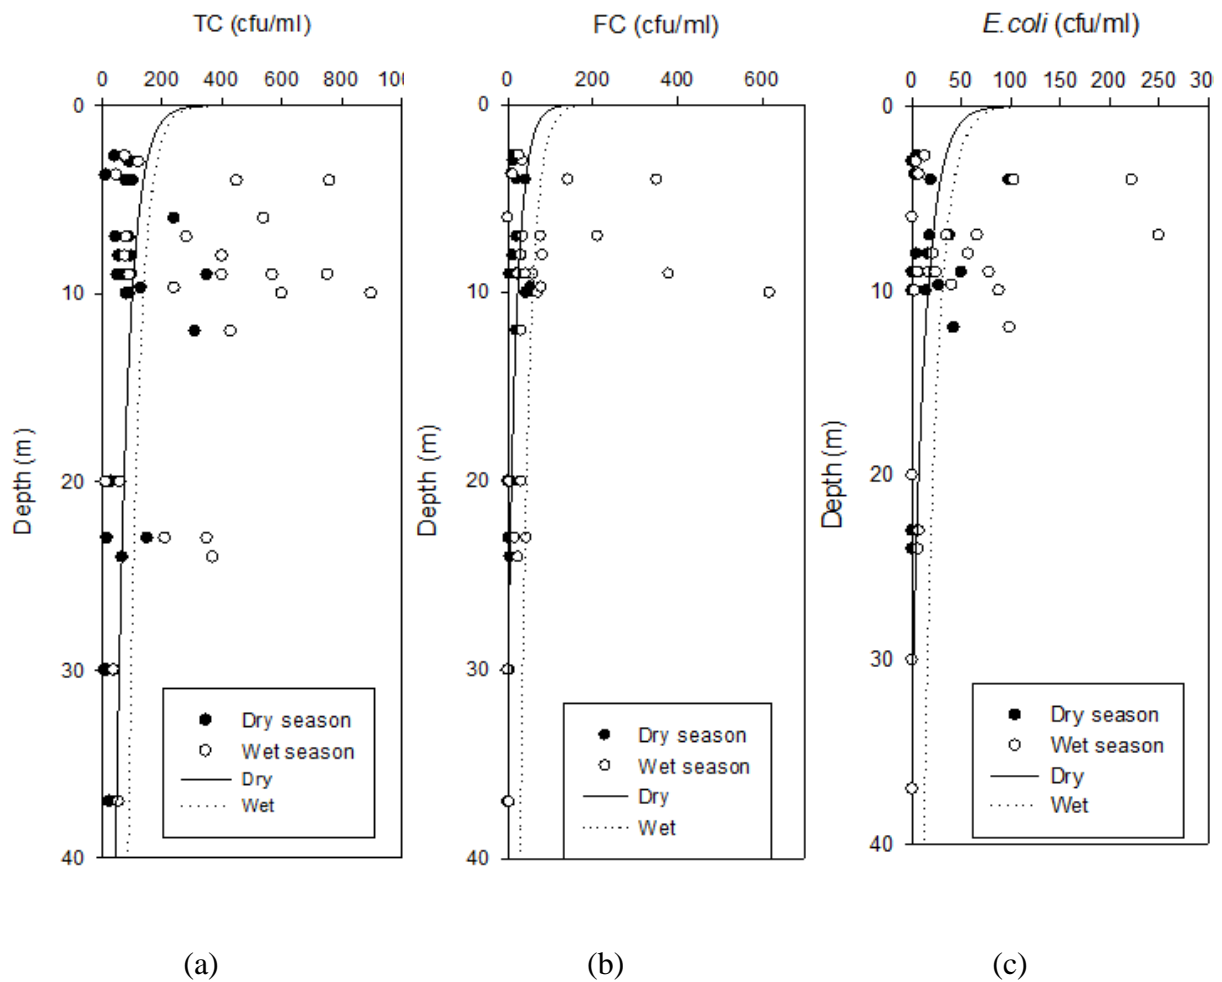 TC (cfu/ml)
0 200 400 600 800 100
0
10
20
30
40
Depth (m)
Dry season
Wet season
Dry
Wet
(a)
FC (cfu/ml)
0 200 400 600
0
10
20
30
40
Depth (m)
Dry season
Wet season
Dry
Wet
(b)
E.coli (cfu/ml)
0 50 100 150 200 250 30
0
10
20
30
40
Depth (m)
Dry season
Wet season
Dry
Wet
(c)